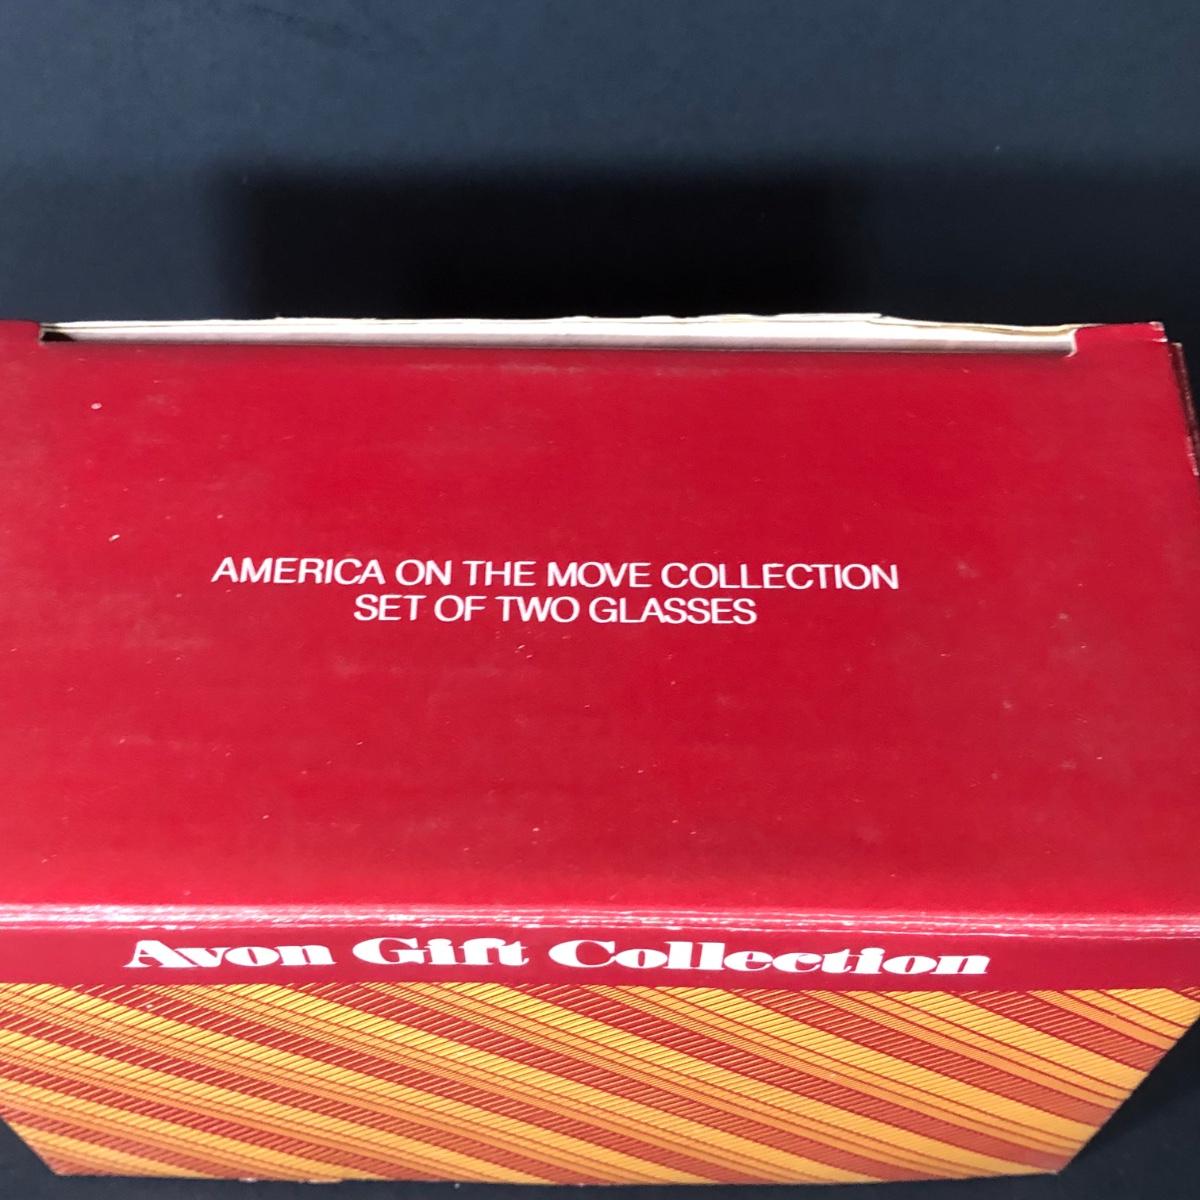 AMERICA ON THE MOVE COLLECTION
SET OF TWO GLASSES
Avon Gift Collection